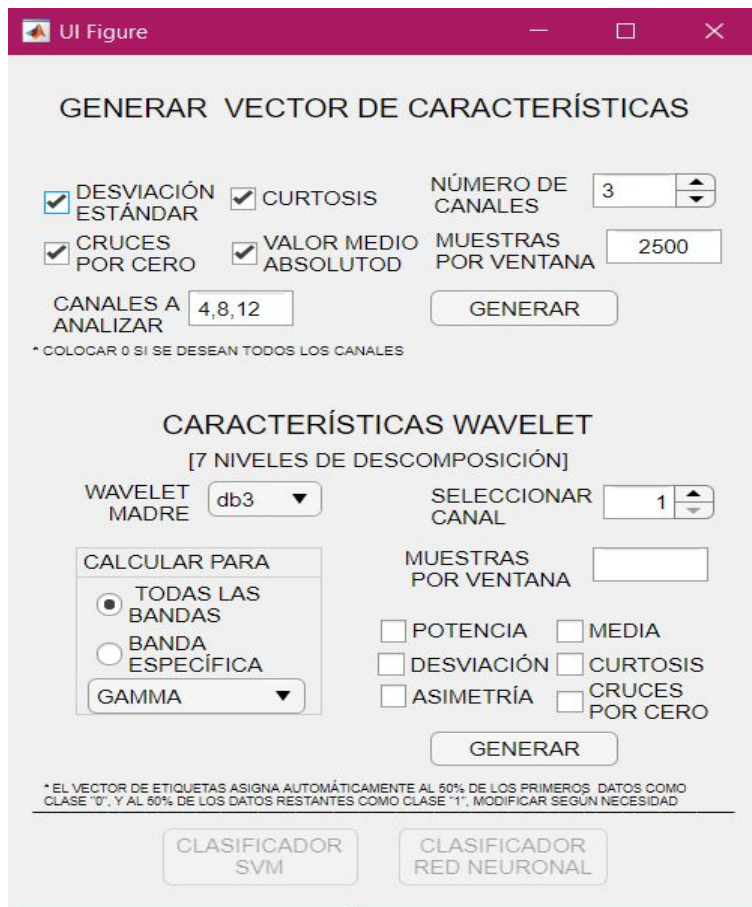 UI Figure
GENERAR VECTOR DE CARACTERÍSTICAS
DESVIACIÓN
ESTÁNDAR
CURTOSIS
NÚMERO DE
CANALES
3
CRUCES
POR CERO
VALOR MEDIO
ABSOLUTOD
MUESTRAS
POR VENTANA
2500
CANALES A
ANALIZAR
4,8,12
GENERAR
* COLOCAR 0 SI SE DESEAN TODOS LOS CANALES
CARACTERÍSTICAS WAVELET
[7 NIVELES DE DESCOMPOSICIÓN]
WAVELET
MADRE
db3
SELECCIONAR
CANAL
1
CALCULAR PARA
TODAS LAS
BANDAS
BANDA
ESPECÍFICA
GAMMA
MUESTRAS
POR VENTANA
POTENCIA
MEDIA
DESVIACIÓN
CURTOSIS
ASIMETRÍA
CRUCES
POR CERO
GENERAR
* EL VECTOR DE ETIQUETAS ASIGNA AUTOMÁTICAMENTE AL 50% DE LOS PRIMEROS DATOS COMO
CLASE "0", Y AL 50% DE LOS DATOS RESTANTES COMO CLASE "1", MODIFICAR SEGÚN NECESIDAD
CLASIFICADOR
SVM
CLASIFICADOR
RED NEURONAL